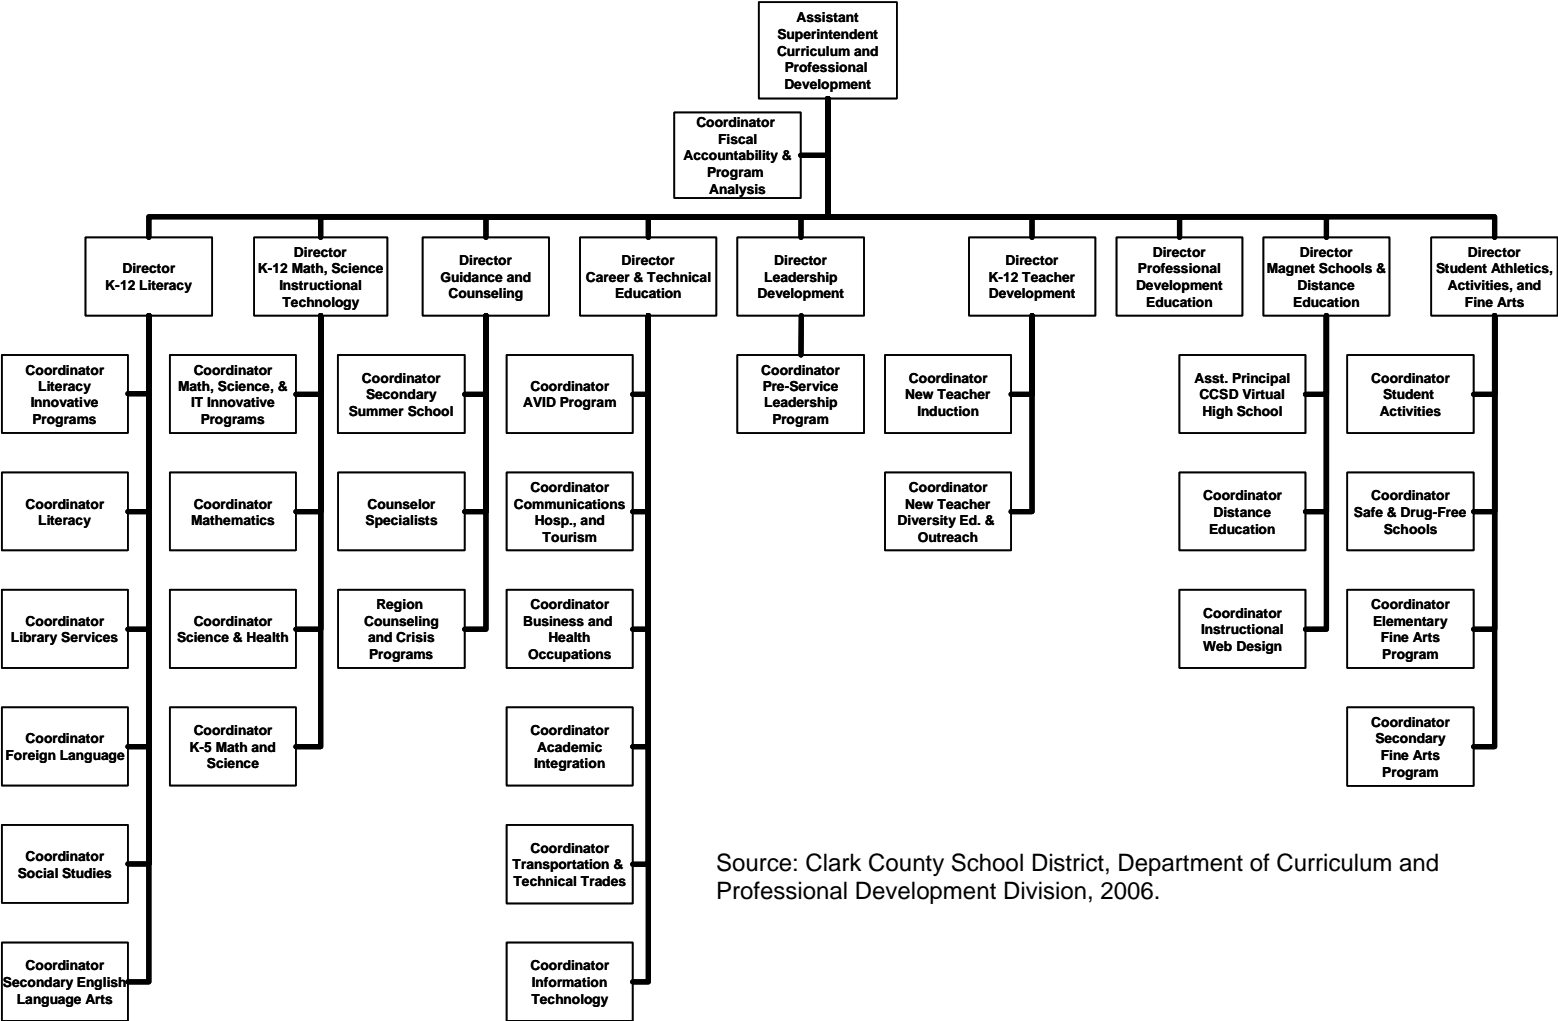 Assistant
Superintendent
Curriculum and
Professional
Development
Coordinator
Fiscal
Accountability &
Program
Analysis
Director
K-12 Literacy
Director
K-12 Math, Science
Instructional
Technology
Director
Guidance and
Counseling
Director
Career & Technical
Education
Director
Leadership
Development
Director
K-12 Teacher
Development
Director
Professional
Development
Education
Director
Magnet Schools &
Distance
Education
Director
Student Athletics,
Activities, and
Fine Arts
Coordinator
Literacy
Innovative
Programs
Coordinator
Math, Science, &
IT Innovative
Programs
Coordinator
Secondary
Summer School
Coordinator
AVID Program
Coordinator
Pre-Service
Leadership
Program
Coordinator
New Teacher
Induction
Asst. Principal
CCSD Virtual
High School
Coordinator
Student
Activities
Coordinator
Literacy
Coordinator
Mathematics
Counselor
Specialists
Coordinator
Communications
Hosp., and
Tourism
Coordinator
New Teacher
Diversity Ed. &
Outreach
Coordinator
Distance
Education
Coordinator
Safe & Drug-Free
Schools
Coordinator
Library Services
Coordinator
Science & Health
Region
Counseling
and Crisis
Programs
Coordinator
Business and
Health
Occupations
Coordinator
Instructional
Web Design
Coordinator
Elementary
Fine Arts
Program
Coordinator
Foreign Language
Coordinator
K-5 Math and
Science
Coordinator
Academic
Integration
Coordinator
Secondary
Fine Arts
Program
Coordinator
Social Studies
Coordinator
Transportation &
Technical Trades
Source: Clark County School District, Department of Curriculum and
Professional Development Division, 2006.
Coordinator
Secondary English
Language Arts
Coordinator
Information
Technology